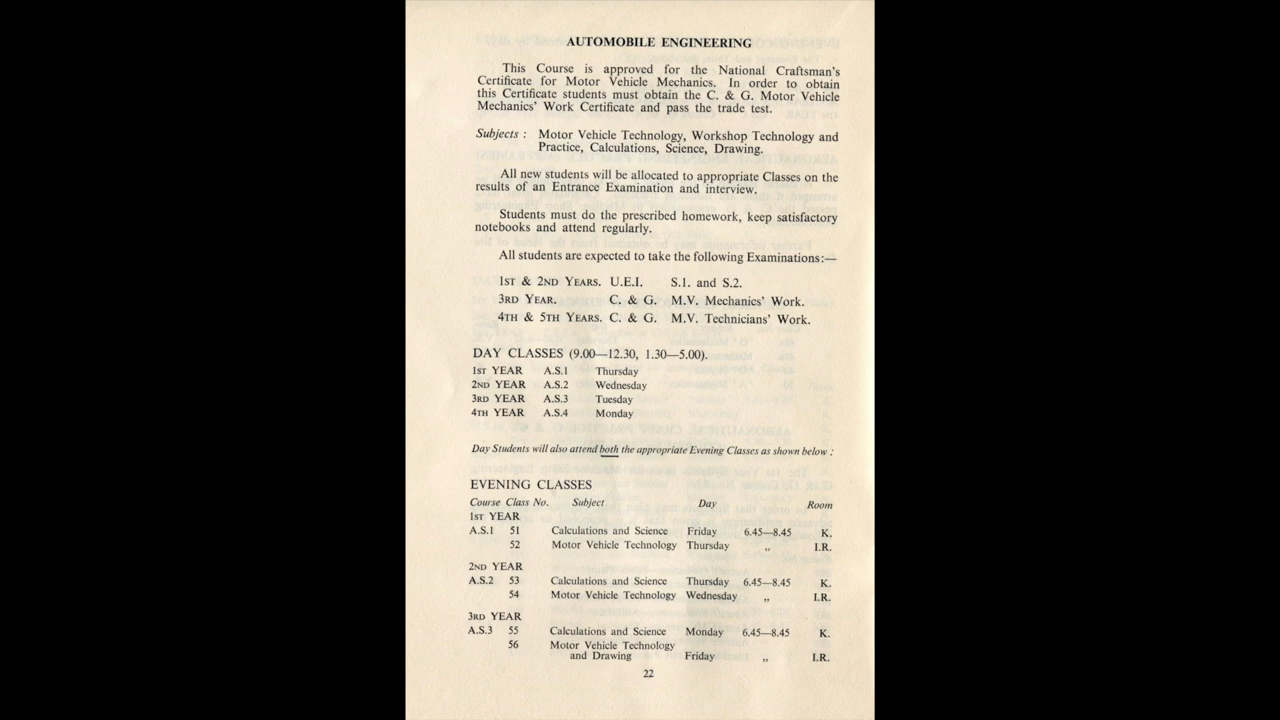 AUTOMOBILE ENGINEERING
This Course is approved for the National Craftsman's
Certificate for Motor Vehicle Mechanics. In order to obtain
this Certificate students must obtain the C. & G. Motor Vehicle
Mechanics' Work Certificate and pass the trade test.
Subjects : Motor Vehicle Technology, Workshop Technology and
Practice, Calculations, Science, Drawing.
All new students will be allocated to appropriate Classes on the
results of an Entrance Examination and interview.
Students must do the prescribed homework, keep satisfactory
notebooks and attend regularly.
All students are expected to take the following Examinations:—
1ST & 2ND YEARS. U.E.I. S.1. and S.2.
3RD YEAR. C. & G. M.V. Mechanics' Work.
4TH & 5TH YEARS. C. & G. M.V. Technicians' Work.
DAY CLASSES (9.00—12.30, 1.30—5.00).
1ST YEAR A.S.1 Thursday
2ND YEAR A.S.2 Wednesday
3RD YEAR A.S.3 Tuesday
4TH YEAR A.S.4 Monday
Day Students will also attend both the appropriate Evening Classes as shown below :
EVENING CLASSES
Course Class No. Subject Day Room
1ST YEAR
A.S.1 51 Calculations and Science Friday 6.45—8.45 K.
52 Motor Vehicle Technology Thursday ,, I.R.
2ND YEAR
A.S.2 53 Calculations and Science Thursday 6.45—8.45 K.
54 Motor Vehicle Technology Wednesday ,, I.R.
3RD YEAR
A.S.3 55 Calculations and Science Monday 6.45—8.45 K.
56 Motor Vehicle Technology
and Drawing Friday ,, I.R.
22